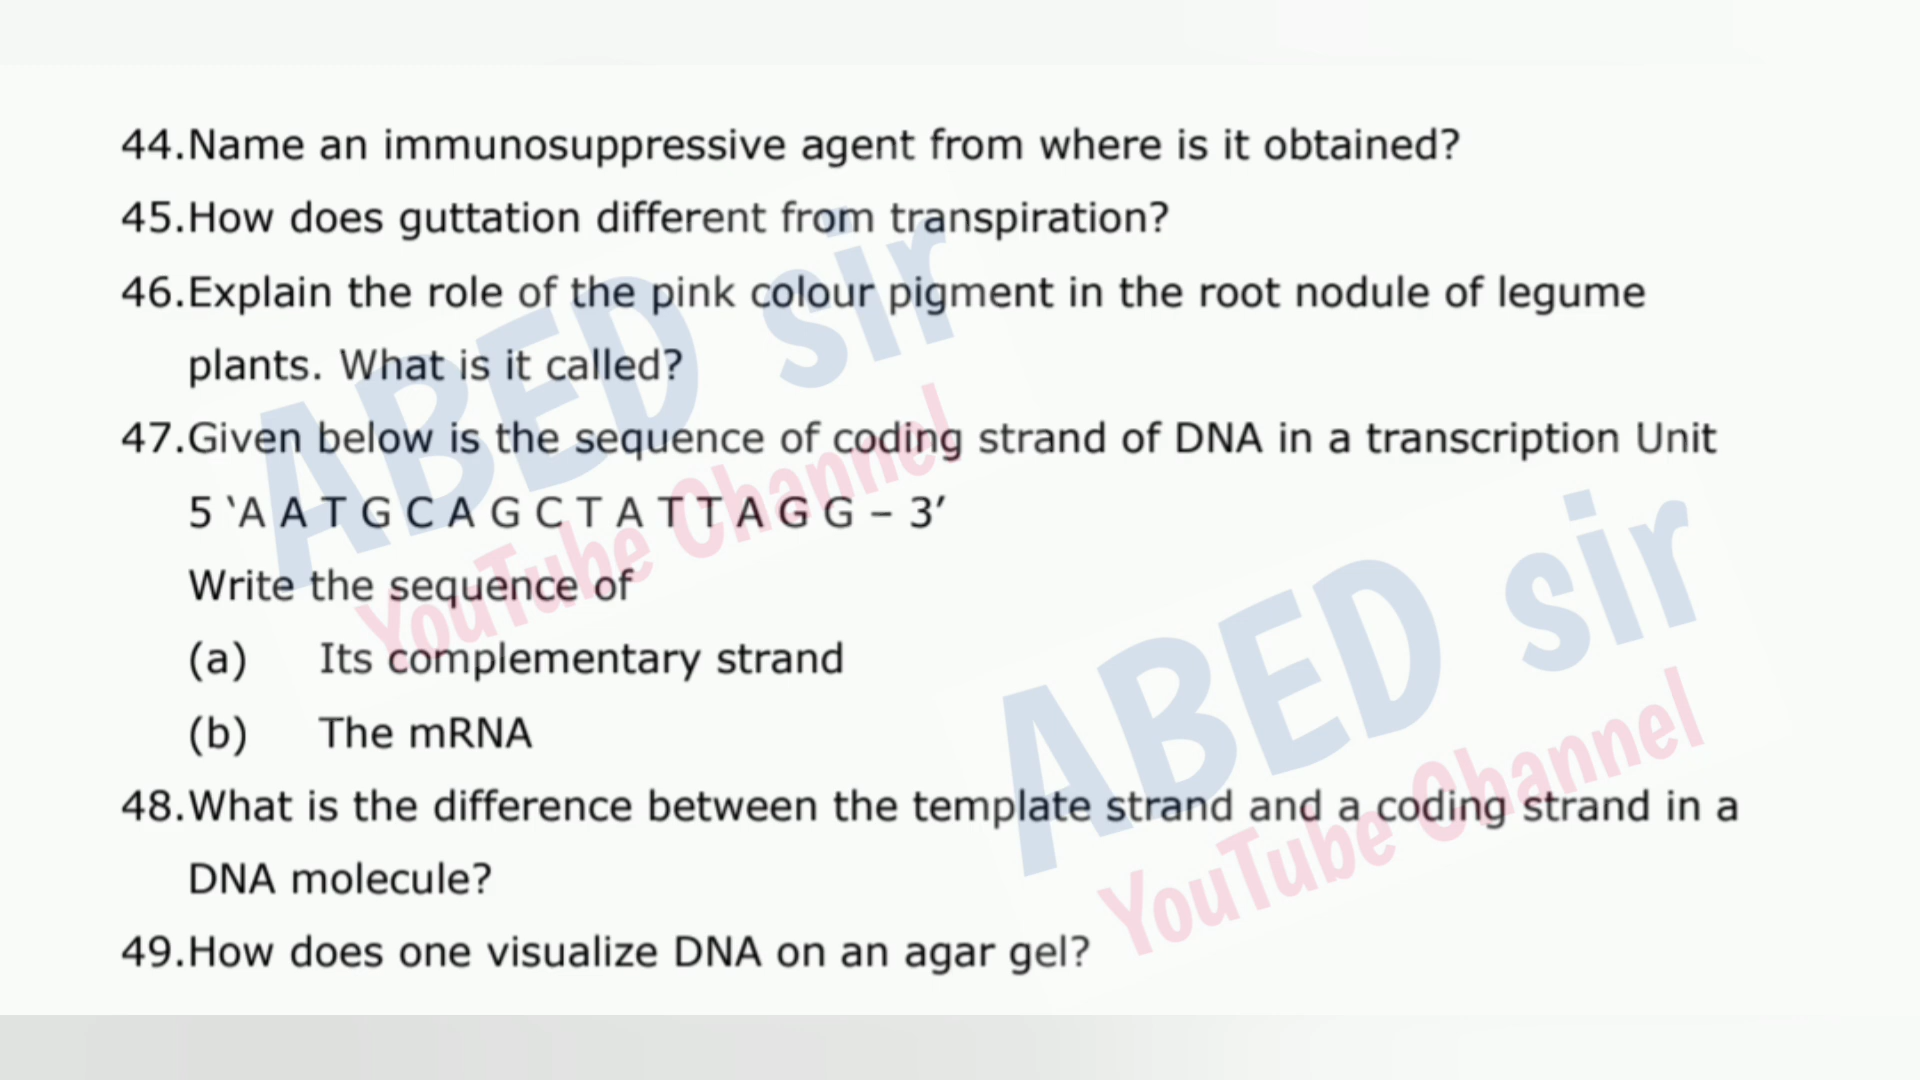 44.Name an immunosuppressive agent from where is it obtained?
45.How does guttation different from transpiration?
46.Explain the role of the pink colour pigment in the root nodule of legume
plants. What is it called?
47.Given below is the sequence of coding strand of DNA in a transcription Unit
5 ‘A A T G C A G C T A T T A G G – 3’
Write the sequence of
(a) Its complementary strand
(b) The mRNA
48.What is the difference between the template strand and a coding strand in a
DNA molecule?
49.How does one visualize DNA on an agar gel?
ABED sir
YouTube Channel
ABED sir
YouTube Channel